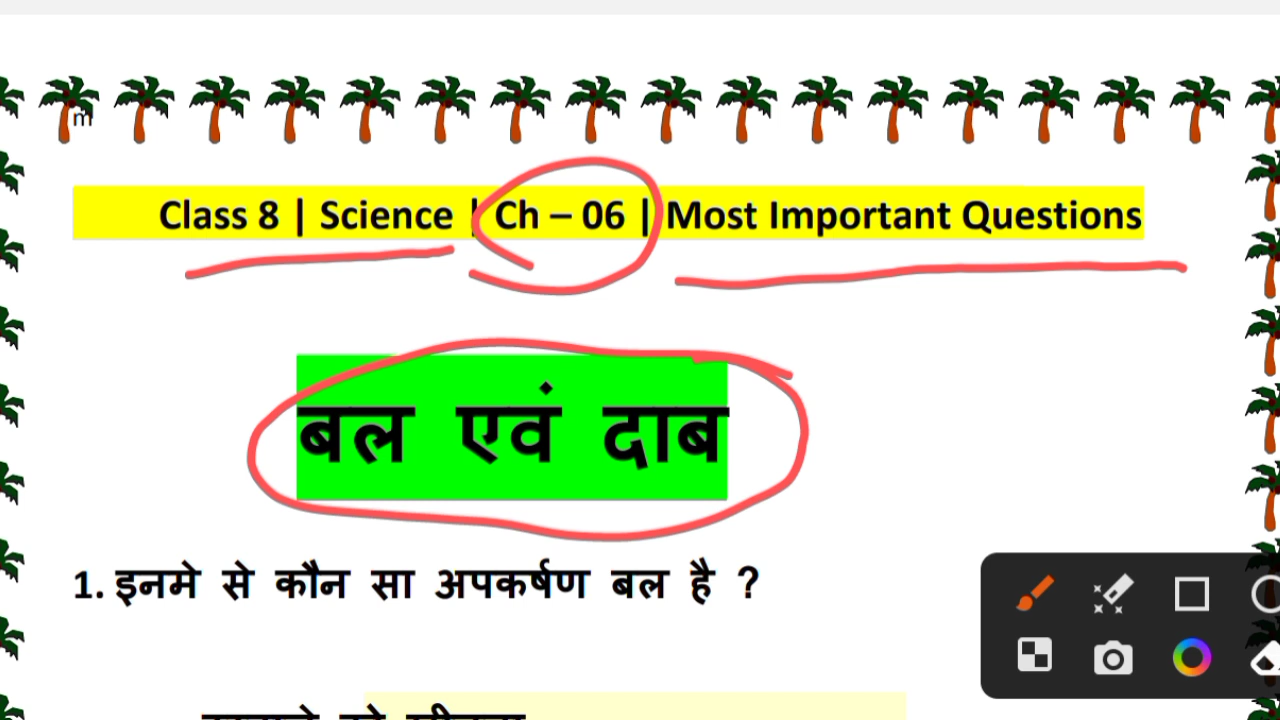 m
Class 8 | Science | Ch – 06 | Most Important Questions
बल एवं दाब
1. इनमे से कौन सा अपकर्षण बल है ?